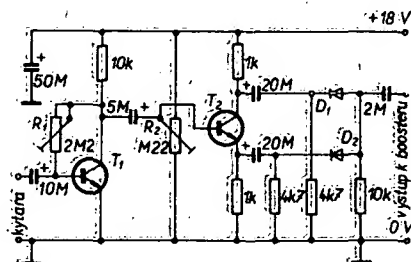 +18 V
50M
10k
1k
5M
T2
20M
R1
R2
D1
2M
2M2
M22
20M
D2
T1
10M
1k
4k7
4k7
10k
kytara
0 V
výstup k boosteru